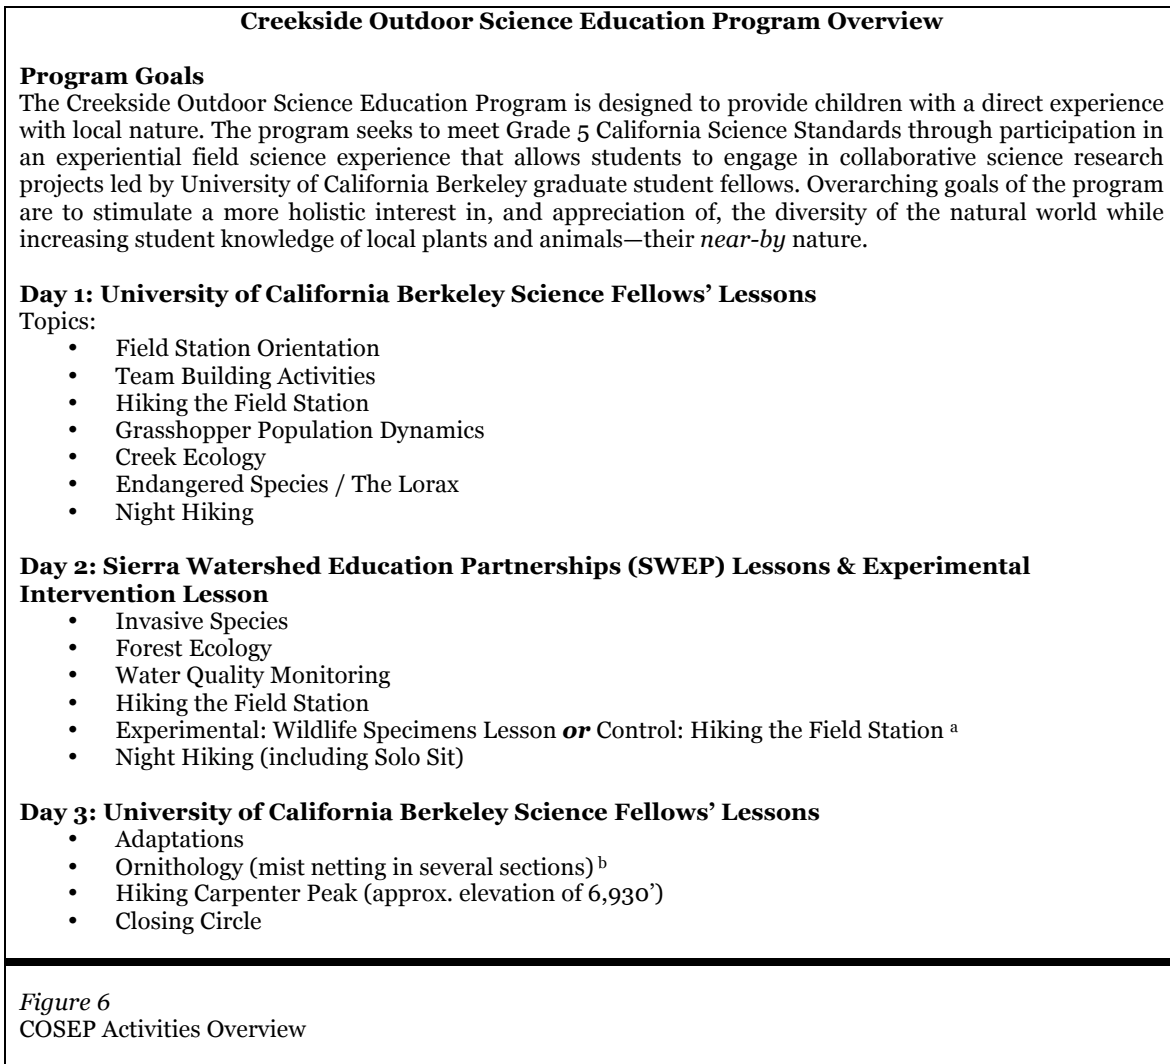 Creekside Outdoor Science Education Program Overview
Program Goals
The Creekside Outdoor Science Education Program is designed to provide children with a direct experience
with local nature. The program seeks to meet Grade 5 California Science Standards through participation in
an experiential field science experience that allows students to engage in collaborative science research
projects led by University of California Berkeley graduate student fellows. Overarching goals of the program
are to stimulate a more holistic interest in, and appreciation of, the diversity of the natural world while
increasing student knowledge of local plants and animals—their near-by nature.
Day 1: University of California Berkeley Science Fellows' Lessons
Topics:
• Field Station Orientation
• Team Building Activities
• Hiking the Field Station
• Grasshopper Population Dynamics
• Creek Ecology
• Endangered Species / The Lorax
• Night Hiking
Day 2: Sierra Watershed Education Partnerships (SWEP) Lessons & Experimental
Intervention Lesson
• Invasive Species
• Forest Ecology
• Water Quality Monitoring
• Hiking the Field Station
• Experimental: Wildlife Specimens Lesson or Control: Hiking the Field Station a
• Night Hiking (including Solo Sit)
Day 3: University of California Berkeley Science Fellows' Lessons
• Adaptations
• Ornithology (mist netting in several sections) b
• Hiking Carpenter Peak (approx. elevation of 6,930')
• Closing Circle
Figure 6
COSEP Activities Overview